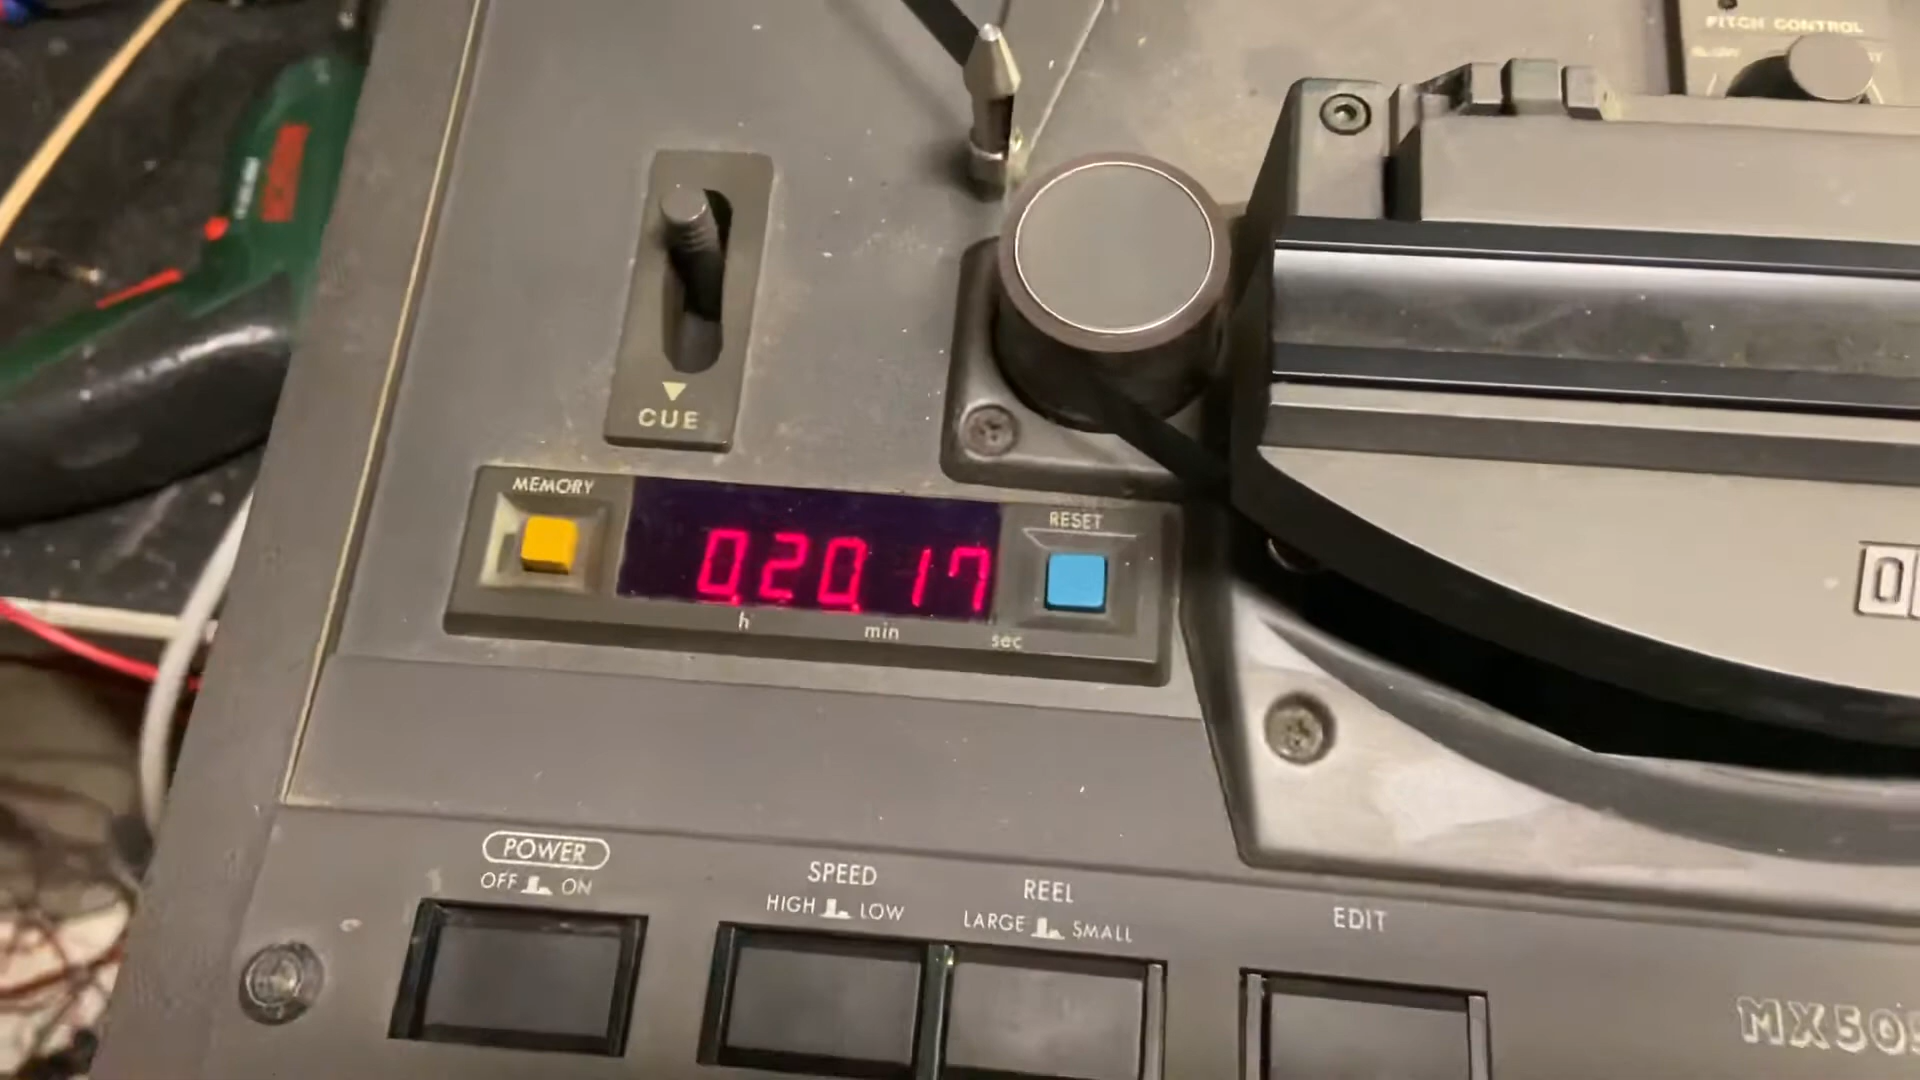 PITCH CONTROL
CUE
MEMORY
RESET
0.20.17
h min sec
POWER
OFF ON
SPEED
HIGH LOW
REEL
LARGE SMALL
EDIT
MX505